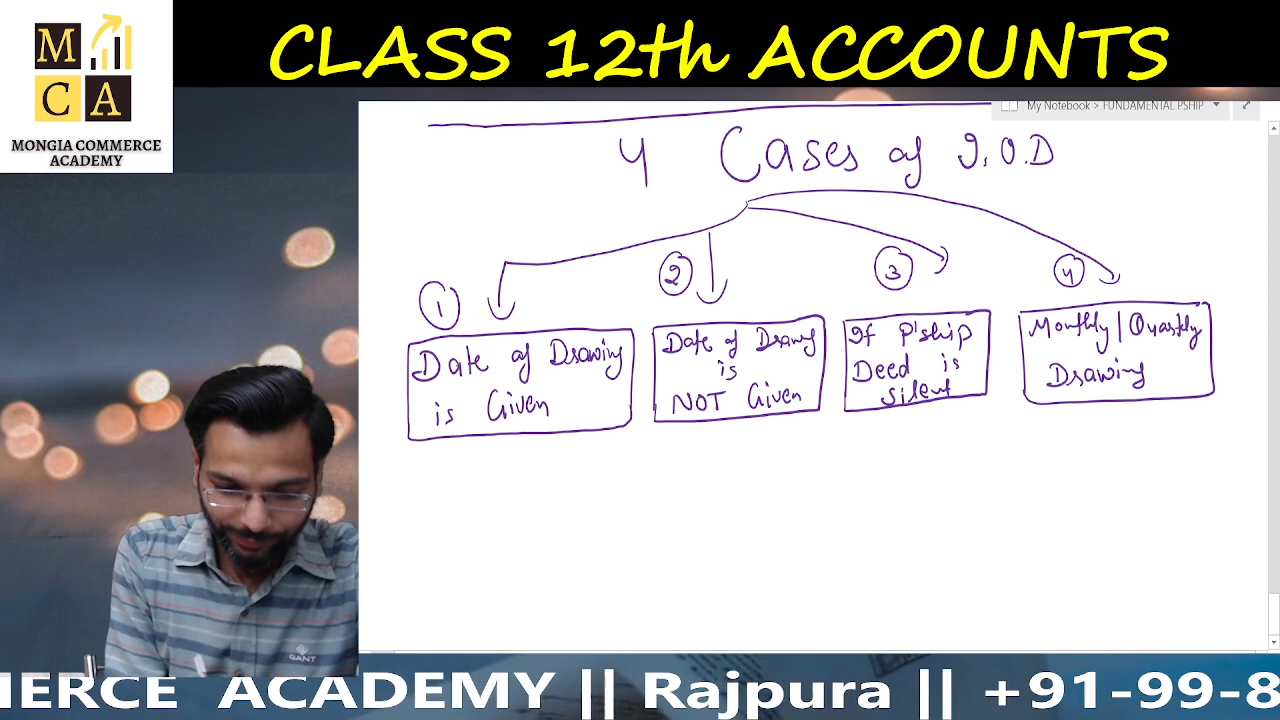 M
C A
MONGIA COMMERCE
ACADEMY
CLASS 12th ACCOUNTS
My Notebook > FUNDAMENTAL PSHIP
4 Cases of I.O.D
1
Date of Drawing
is Given
2
Date of Drawing
is
NOT Given
3
If P'ship
Deed is
Silent
4
Monthly/Quartly
Drawing
GANT
IERCE ACADEMY || Rajpura || +91-99-8